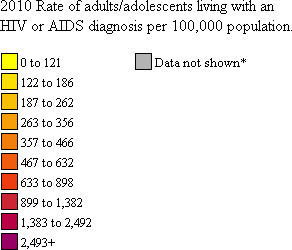 2010 Rate of adults/adolescents living with an
HIV or AIDS diagnosis per 100,000 population.
0 to 121
Data not shown*
122 to 186
187 to 262
263 to 356
357 to 466
467 to 632
633 to 898
899 to 1,382
1,383 to 2,492
2,493+